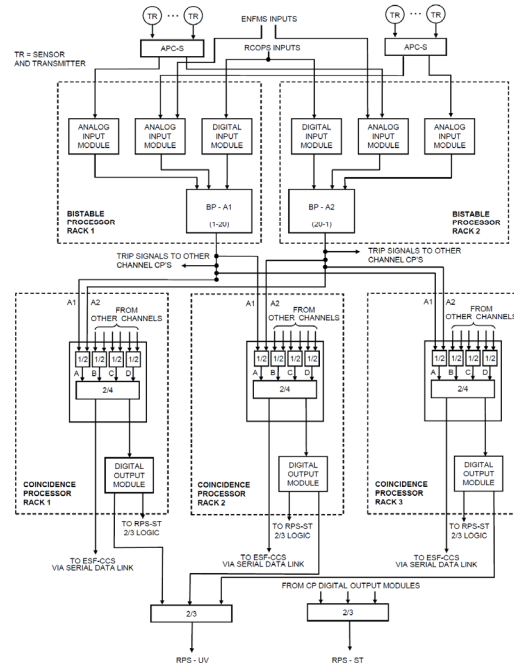 TR ... TR
TR ... TR
ENFMS INPUTS
APC-S
APC-S
RCOPS INPUTS
TR = SENSOR
AND TRANSMITTER
ANALOG
INPUT
MODULE
ANALOG
INPUT
MODULE
DIGITAL
INPUT
MODULE
DIGITAL
INPUT
MODULE
ANALOG
INPUT
MODULE
ANALOG
INPUT
MODULE
BP - A1
(1-20)
BP - A2
(20-1)
BISTABLE
PROCESSOR
RACK 1
BISTABLE
PROCESSOR
RACK 2
TRIP SIGNALS TO OTHER
CHANNEL CP'S
TRIP SIGNALS TO OTHER
CHANNEL CP'S
A1 A2
FROM
OTHER CHANNELS
1/2 1/2 1/2 1/2
A B C D
2/4
DIGITAL
OUTPUT
MODULE
COINCIDENCE
PROCESSOR
RACK 1
TO RPS-ST
2/3 LOGIC
TO ESF-CCS
VIA SERIAL DATA LINK
A1 A2
FROM
OTHER CHANNELS
1/2 1/2 1/2 1/2
A B C D
2/4
DIGITAL
OUTPUT
MODULE
COINCIDENCE
PROCESSOR
RACK 2
TO RPS-ST
2/3 LOGIC
TO ESF-CCS
VIA SERIAL DATA LINK
A1 A2
FROM
OTHER CHANNELS
1/2 1/2 1/2 1/2
A B C D
2/4
DIGITAL
OUTPUT
MODULE
COINCIDENCE
PROCESSOR
RACK 3
TO RPS-ST
2/3 LOGIC
TO ESF-CCS
VIA SERIAL DATA LINK
FROM CP DIGITAL OUTPUT MODULES
2/3
2/3
RPS - UV
RPS - ST